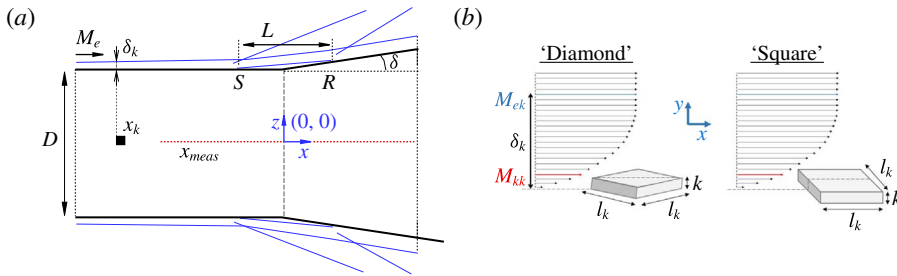 (a)
M_e
δ_k
L
S
R
δ
D
x_k
z
(0, 0)
x
x_meas
(b)
'Diamond'
'Square'
M_ek
δ_k
M_kk
y
x
k
l_k
l_k
l_k
k
l_k